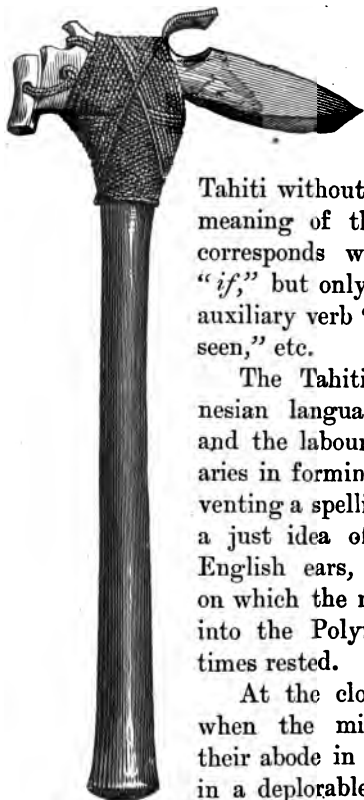 Tahiti without
meaning of th
corresponds w
"if," but only
auxiliary verb "
seen," etc.
The Tahiti
nesian langua
and the labour
aries in formin
venting a spelli
a just idea of
English ears,
on which the r
into the Poly
times rested.
At the clo
when the mi
their abode in
in a deplorable